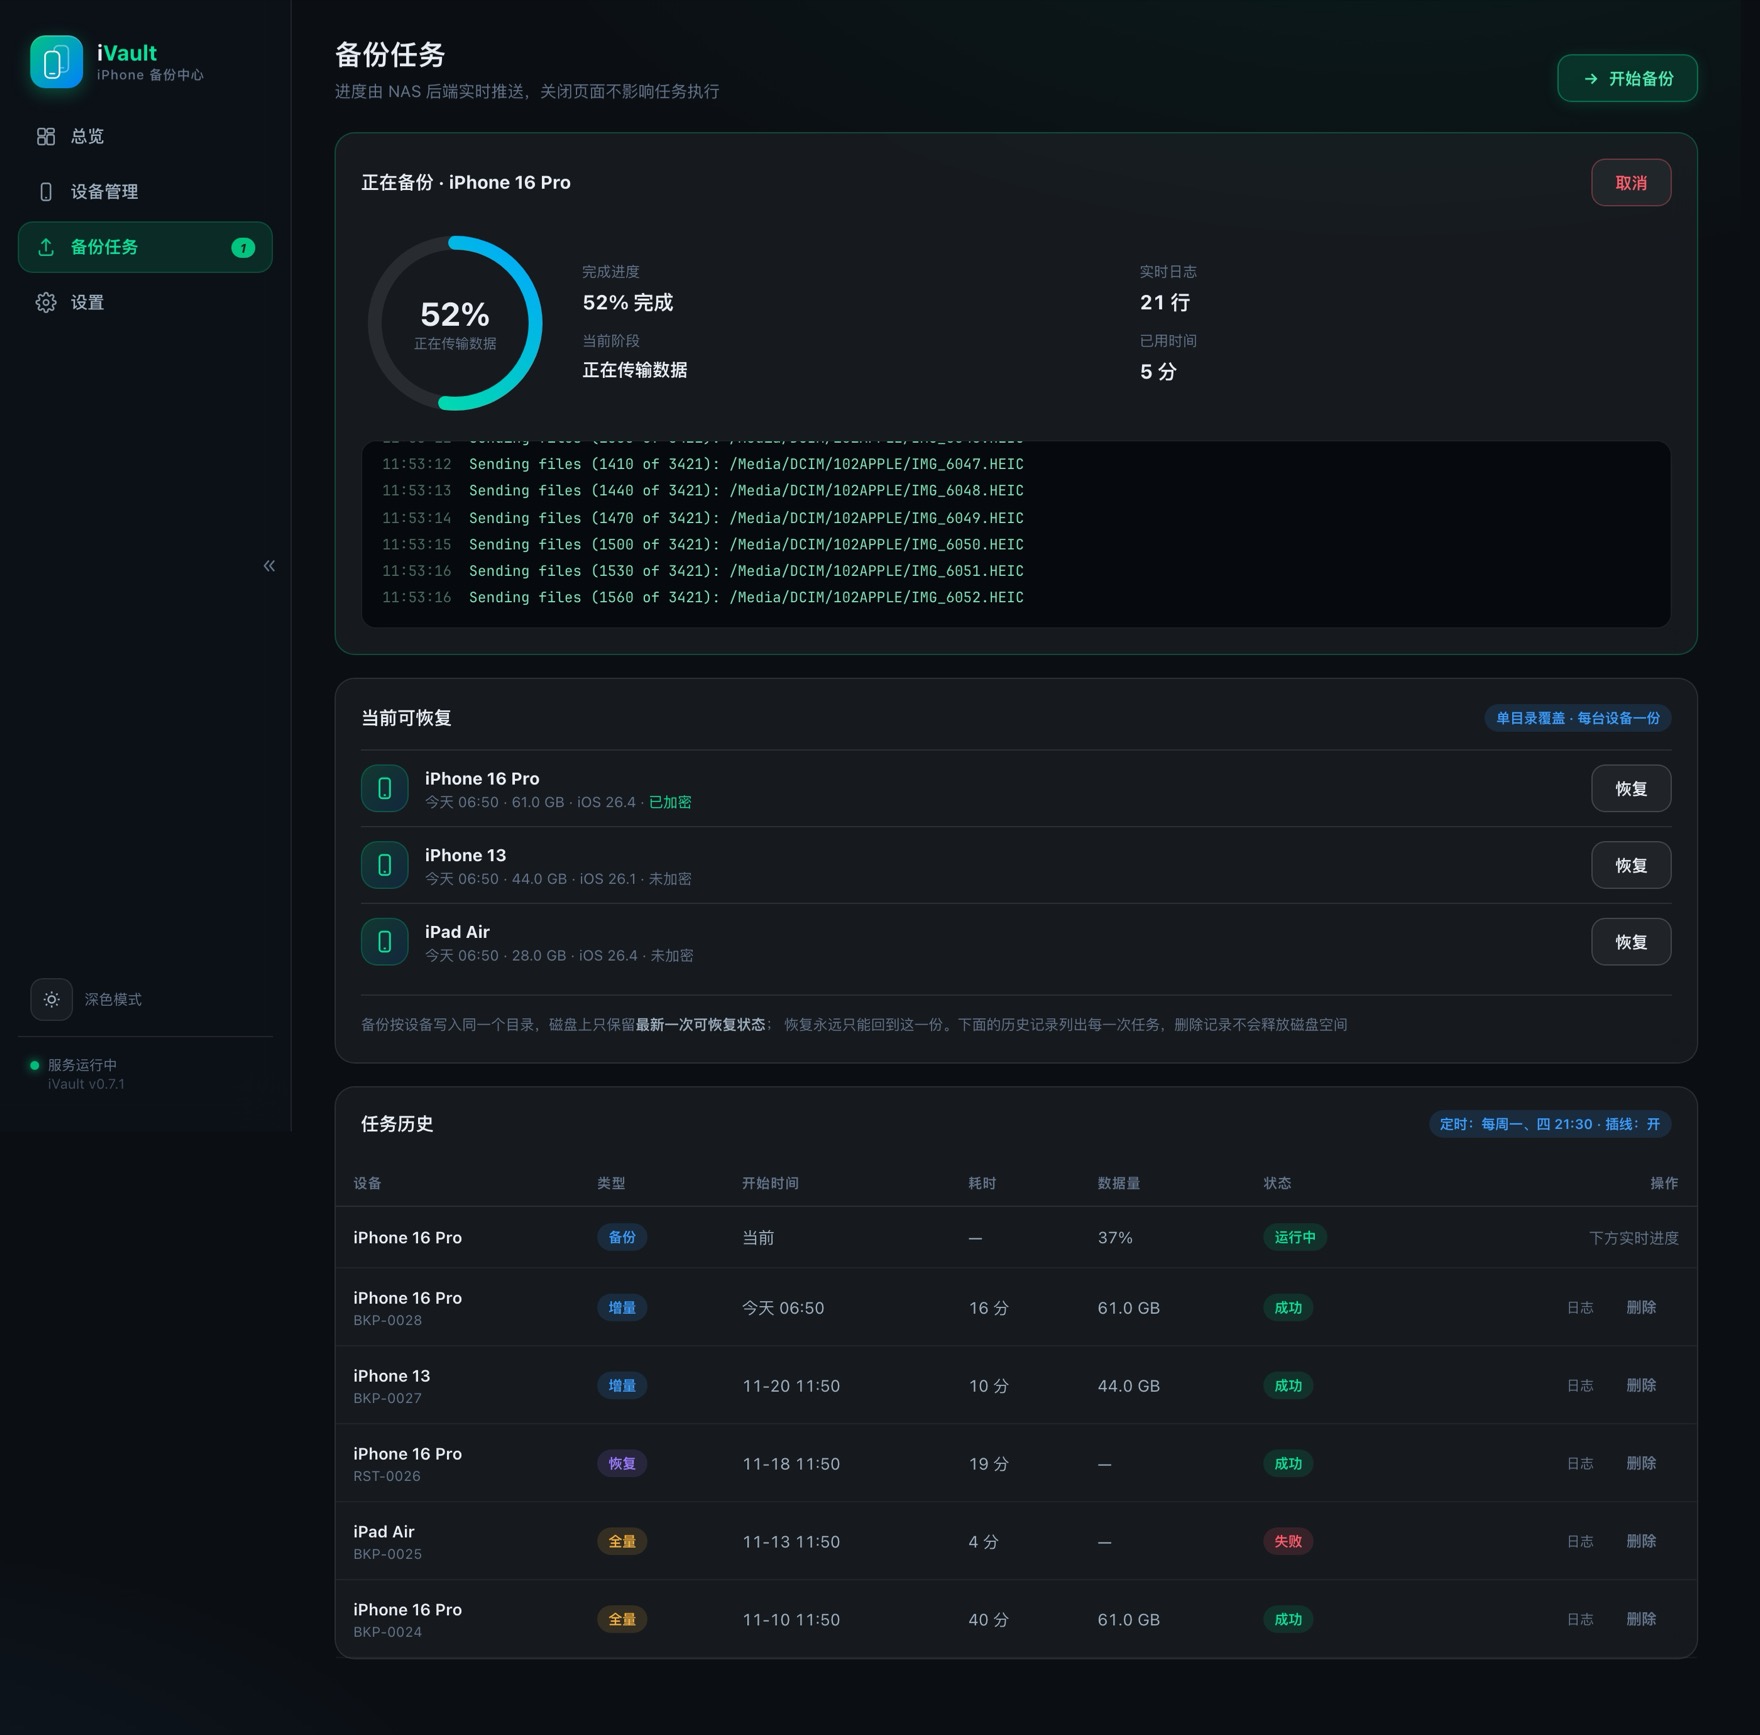 iVault
iPhone 备份中心
总览
设备管理
备份任务 1
设置
«
深色模式
服务运行中
iVault v0.7.1
备份任务
进度由 NAS 后端实时推送，关闭页面不影响任务执行
→ 开始备份
正在备份 · iPhone 16 Pro
取消
52%
正在传输数据
完成进度
52% 完成
当前阶段
正在传输数据
实时日志
21 行
已用时间
5 分
11:53:12 Sending files (1410 of 3421): /Media/DCIM/102APPLE/IMG_6047.HEIC
11:53:13 Sending files (1440 of 3421): /Media/DCIM/102APPLE/IMG_6048.HEIC
11:53:14 Sending files (1470 of 3421): /Media/DCIM/102APPLE/IMG_6049.HEIC
11:53:15 Sending files (1500 of 3421): /Media/DCIM/102APPLE/IMG_6050.HEIC
11:53:16 Sending files (1530 of 3421): /Media/DCIM/102APPLE/IMG_6051.HEIC
11:53:16 Sending files (1560 of 3421): /Media/DCIM/102APPLE/IMG_6052.HEIC
当前可恢复
单目录覆盖 · 每台设备一份
iPhone 16 Pro
今天 06:50 · 61.0 GB · iOS 26.4 · 已加密
恢复
iPhone 13
今天 06:50 · 44.0 GB · iOS 26.1 · 未加密
恢复
iPad Air
今天 06:50 · 28.0 GB · iOS 26.4 · 未加密
恢复
备份按设备写入同一个目录，磁盘上只保留最新一次可恢复状态； 恢复永远只能回到这一份。下面的历史记录列出每一次任务，删除记录不会释放磁盘空间
任务历史
定时：每周一、四 21:30 · 插线：开
设备 类型 开始时间 耗时 数据量 状态 操作
iPhone 16 Pro 备份 当前 — 37% 运行中 下方实时进度
iPhone 16 Pro 增量 今天 06:50 16 分 61.0 GB 成功 日志 删除
BKP-0028
iPhone 13 增量 11-20 11:50 10 分 44.0 GB 成功 日志 删除
BKP-0027
iPhone 16 Pro 恢复 11-18 11:50 19 分 — 成功 日志 删除
RST-0026
iPad Air 全量 11-13 11:50 4 分 — 失败 日志 删除
BKP-0025
iPhone 16 Pro 全量 11-10 11:50 40 分 61.0 GB 成功 日志 删除
BKP-0024